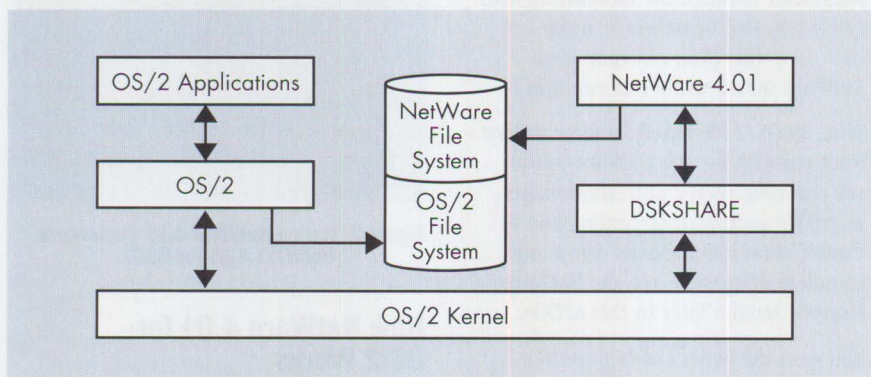 OS/2 Applications
OS/2
NetWare
File
System
OS/2
File
System
NetWare 4.01
DSKSHARE
OS/2 Kernel